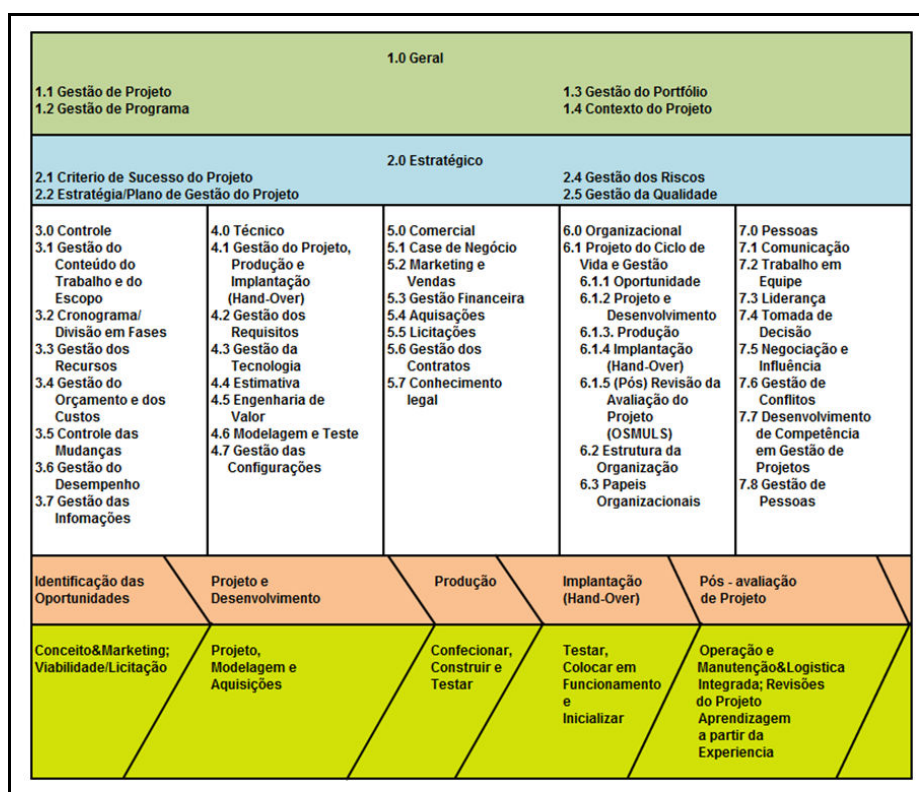 1.0 Geral
1.1 Gestão de Projeto
1.2 Gestão de Programa
1.3 Gestão do Portfólio
1.4 Contexto do Projeto
2.0 Estratégico
2.1 Criterio de Sucesso do Projeto
2.2 Estratégia/Plano de Gestão do Projeto
2.4 Gestão dos Riscos
2.5 Gestão da Qualidade
3.0 Controle
3.1 Gestão do
Conteúdo do
Trabalho e do
Escopo
3.2 Cronograma/
Divisão em Fases
3.3 Gestão dos
Recursos
3.4 Gestão do
Orçamento e dos
Custos
3.5 Controle das
Mudanças
3.6 Gestão do
Desempenho
3.7 Gestão das
Infomações
4.0 Técnico
4.1 Gestão do Projeto,
Produção e
Implantação
(Hand-Over)
4.2 Gestão dos
Requisitos
4.3 Gestão da
Tecnologia
4.4 Estimativa
4.5 Engenharia de
Valor
4.6 Modelagem e Teste
4.7 Gestão das
Configurações
5.0 Comercial
5.1 Case de Negócio
5.2 Marketing e
Vendas
5.3 Gestão Financeira
5.4 Aquisações
5.5 Licitações
5.6 Gestão dos
Contratos
5.7 Conhecimento
legal
6.0 Organizacional
6.1 Projeto do Ciclo de
Vida e Gestão
6.1.1 Oportunidade
6.1.2 Projeto e
Desenvolvimento
6.1.3. Produção
6.1.4 Implantação
(Hand-Over)
6.1.5 (Pós) Revisão da
Avaliação do
Projeto
(OSMULS)
6.2 Estrutura da
Organização
6.3 Papeis
Organizacionais
7.0 Pessoas
7.1 Comunicação
7.2 Trabalho em
Equipe
7.3 Liderança
7.4 Tomada de
Decisão
7.5 Negociação e
Influência
7.6 Gestão de
Conflitos
7.7 Desenvolvimento
de Competência
em Gestão de
Projetos
7.8 Gestão de
Pessoas
Identificação das
Oportunidades
Projeto e
Desenvolvimento
Produção
Implantação
(Hand-Over)
Pós - avaliação
de Projeto
Conceito&Marketing;
Viabilidade/Licitação
Projeto,
Modelagem e
Aquisições
Confecionar,
Construir e
Testar
Testar,
Colocar em
Funcionamento
e
Inicializar
Operação e
Manutenção&Logistica
Integrada; Revisões
do Projeto
Aprendizagem
a partir da
Experiencia